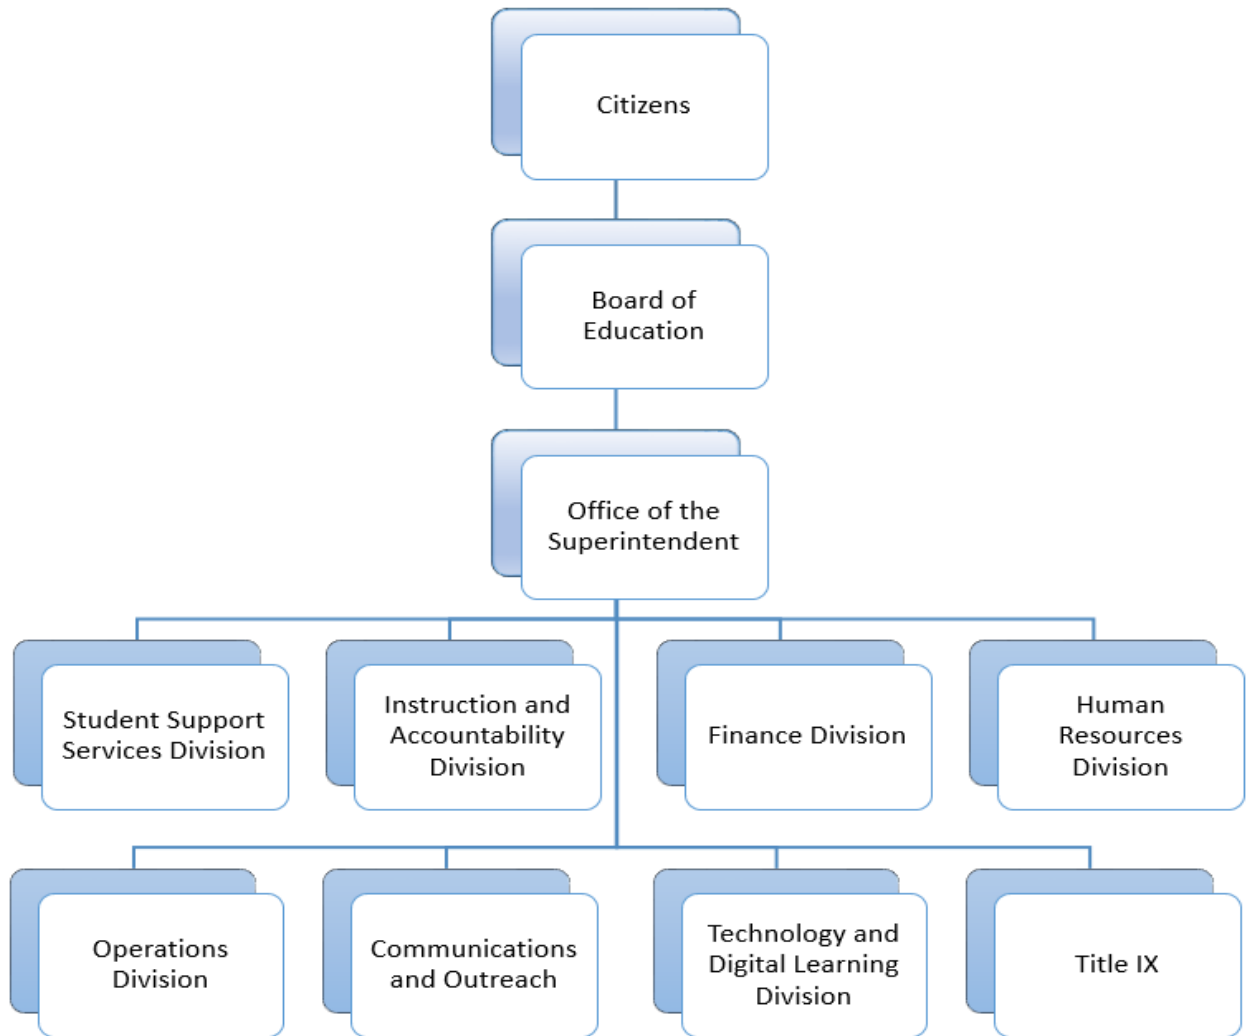 Citizens
Board of
Education
Office of the
Superintendent
Student Support
Services Division
Instruction and
Accountability
Division
Finance Division
Human
Resources
Division
Operations
Division
Communications
and Outreach
Technology and
Digital Learning
Division
Title IX